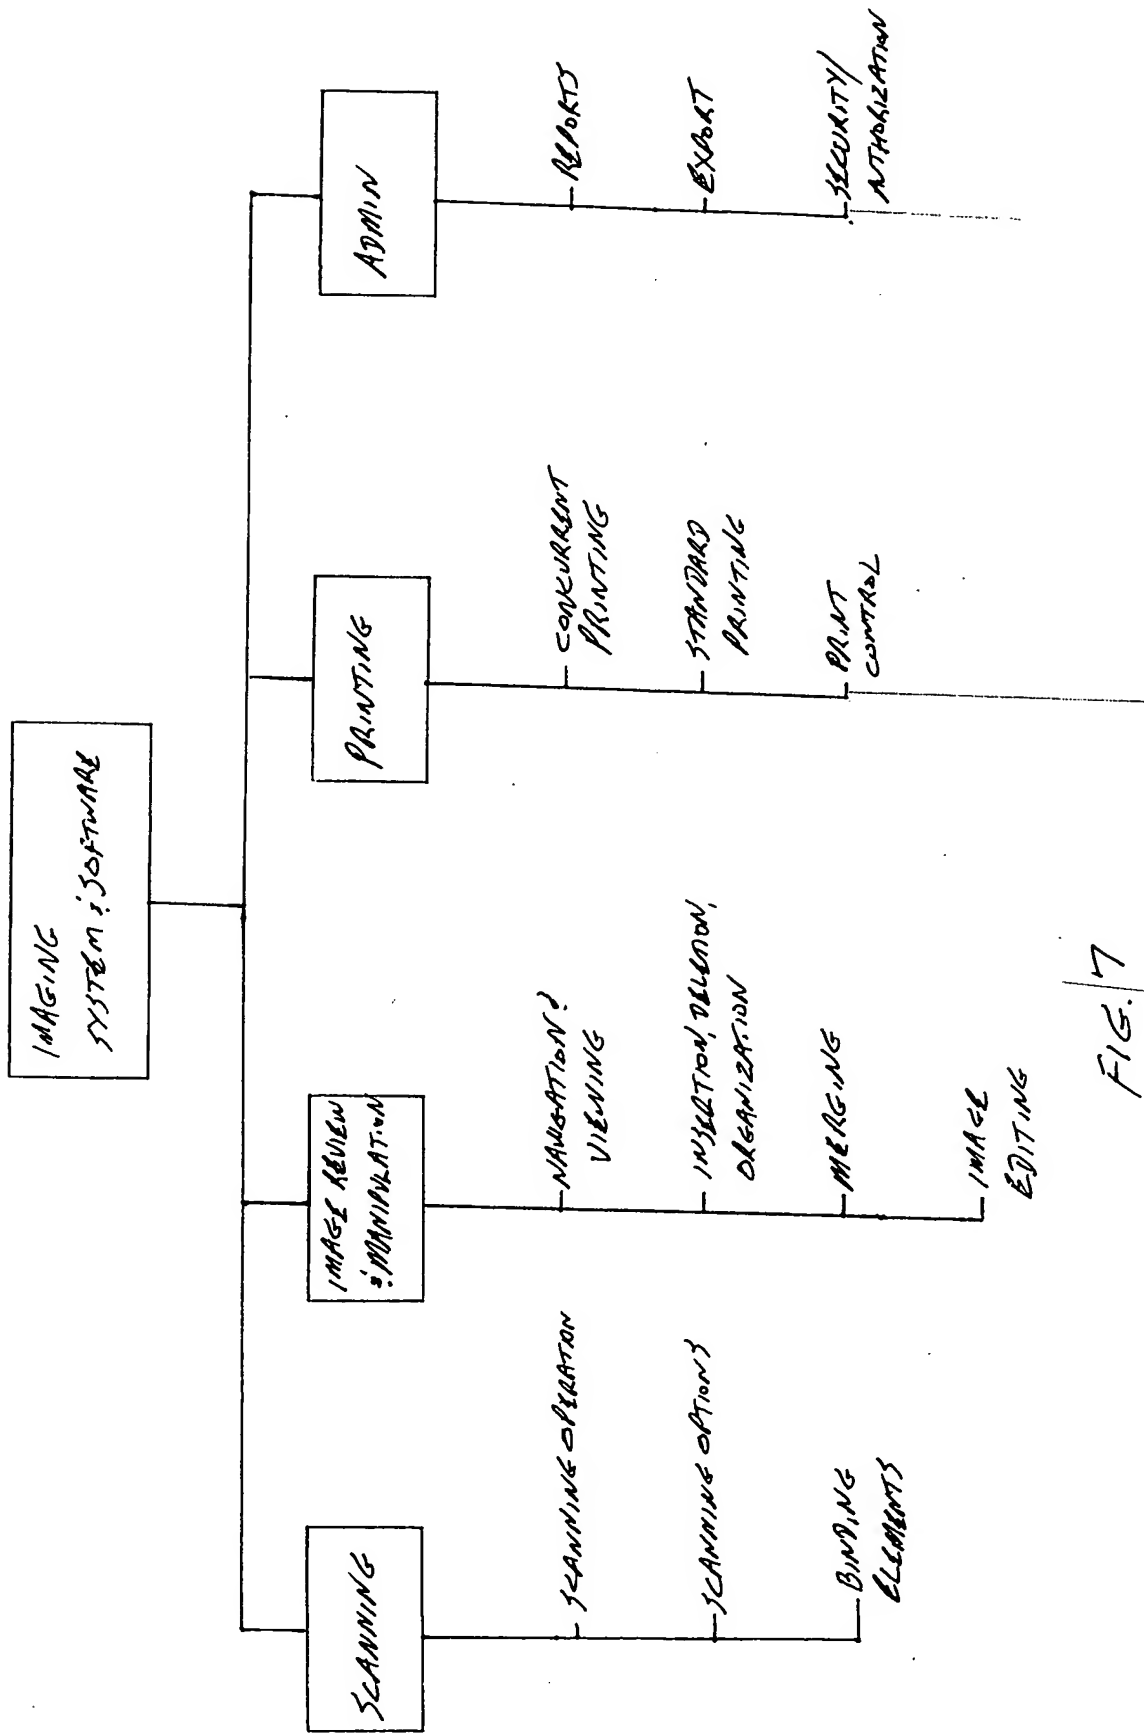 IMAGING
SYSTEM & SOFTWARE
SCANNING
SCANNING OPERATION
SCANNING OPTIONS
BINDING
ELEMENTS
IMAGE REVIEW
& MANIPULATION
NAVIGATION &
VIEWING
INSERTION, DELETION,
ORGANIZATION
MERGING
IMAGE
EDITING
PRINTING
CONCURRENT
PRINTING
STANDARD
PRINTING
PRINT
CONTROL
ADMIN
REPORTS
EXPORT
SECURITY/
AUTHORIZATION
FIG. 7